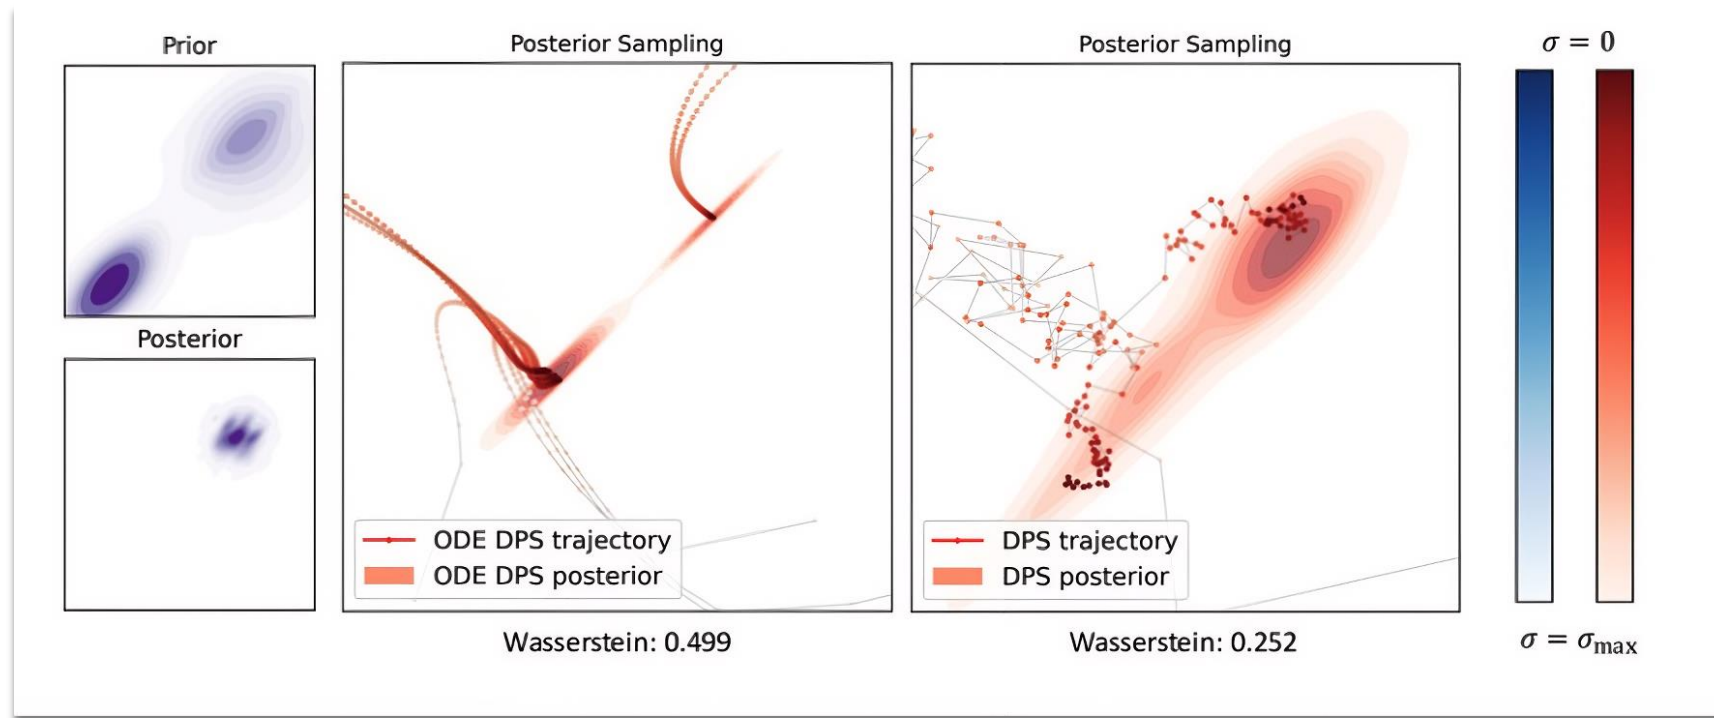 Prior
Posterior
Posterior Sampling
ODE DPS trajectory
ODE DPS posterior
Wasserstein: 0.499
Posterior Sampling
DPS trajectory
DPS posterior
Wasserstein: 0.252
σ = 0
σ = σmax